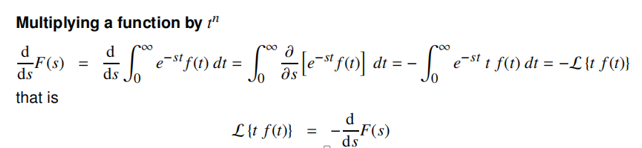 Multiplying a function by tⁿ
d/ds F(s) = d/ds ∫₀^∞ e^{-st} f(t) dt = ∫₀^∞ ∂/∂s [e^{-st} f(t)] dt = - ∫₀^∞ e^{-st} t f(t) dt = -ℒ{t f(t)}
that is
ℒ{t f(t)} = - d/ds F(s)